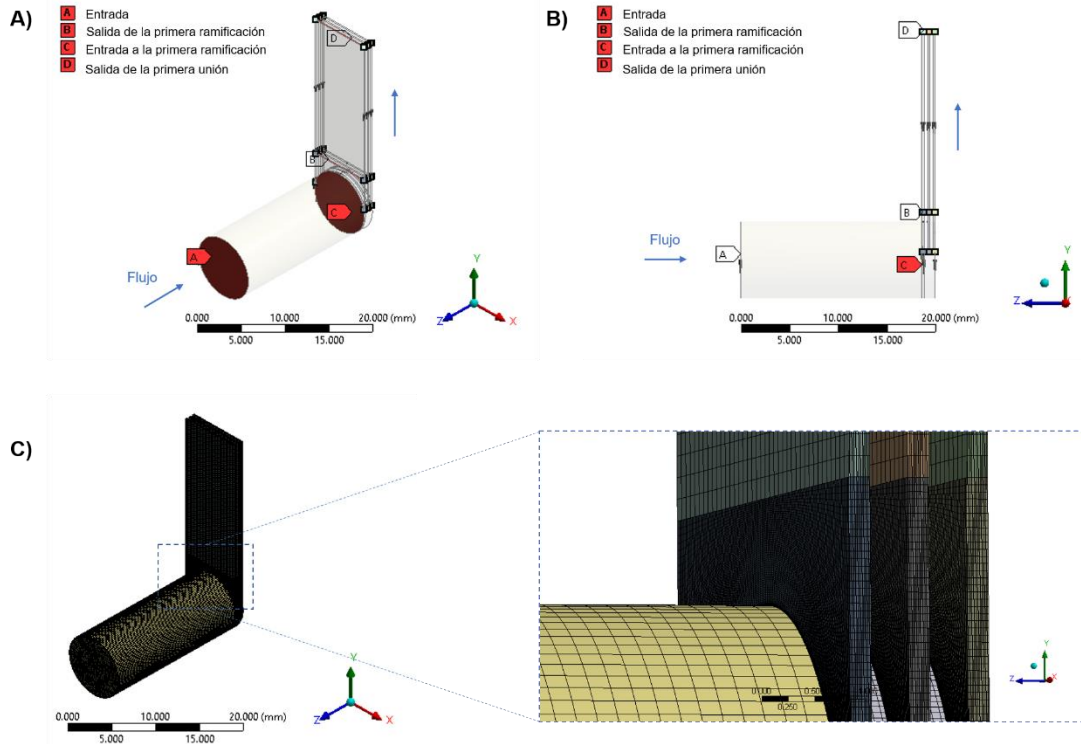 A)
A Entrada
B Salida de la primera ramificación
C Entrada a la primera ramificación
D Salida de la primera unión
D
B
C
A
Flujo
Y
Z
X
0.000 10.000 20.000 (mm)
5.000 15.000
B)
A Entrada
B Salida de la primera ramificación
C Entrada a la primera ramificación
D Salida de la primera unión
D
B
Flujo
A
C
Y
Z
X
0.000 10.000 20.000 (mm)
5.000 15.000
C)
Y
Z
X
0.000 10.000 20.000 (mm)
5.000 15.000
0.000
0.250
Y
Z
X